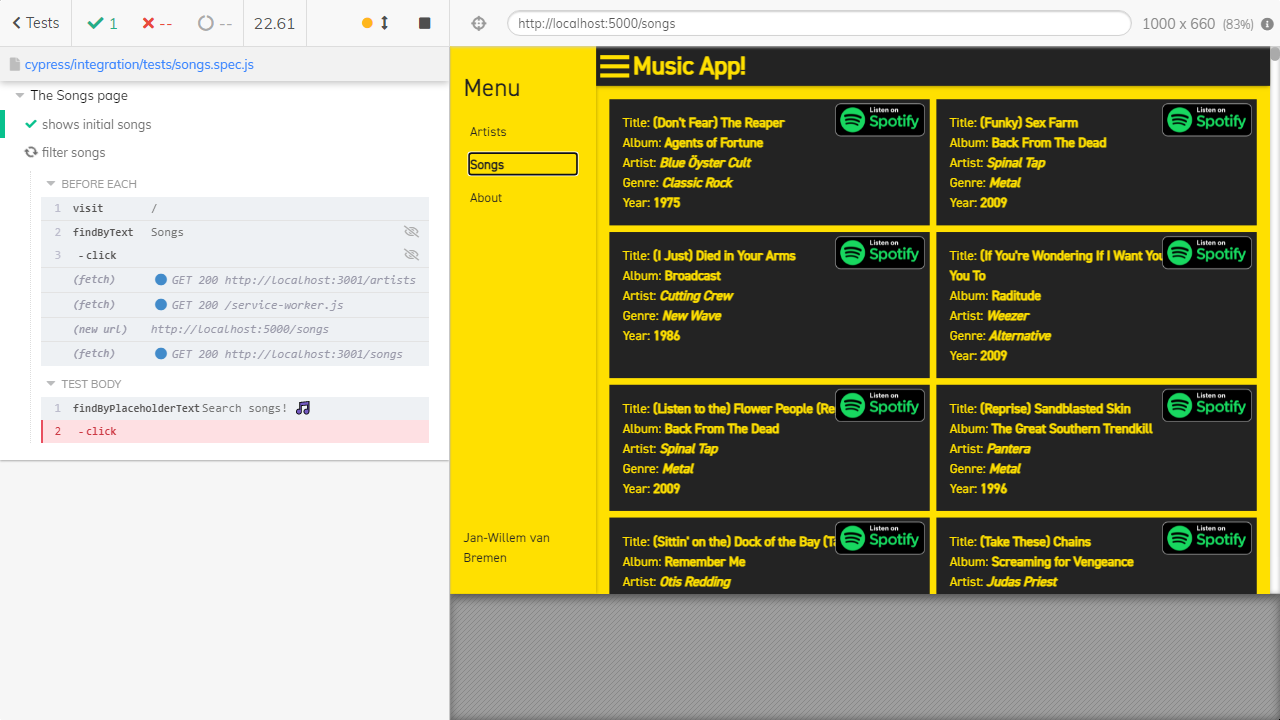 Tests
1
--
--
22.61
http://localhost:5000/songs
1000 x 660 (83%)
cypress/integration/tests/songs.spec.js
The Songs page
shows initial songs
filter songs
BEFORE EACH
1 visit /
2 findByText Songs
3 -click
(fetch) GET 200 http://localhost:3001/artists
(fetch) GET 200 /service-worker.js
(new url) http://localhost:5000/songs
(fetch) GET 200 http://localhost:3001/songs
TEST BODY
1 findByPlaceholderText Search songs!
2 -click
Menu
Artists
Songs
About
Jan-Willem van
Bremen
Music App!
Title: (Don't Fear) The Reaper
Album: Agents of Fortune
Artist: Blue Öyster Cult
Genre: Classic Rock
Year: 1975
Listen on
Spotify
Title: (Funky) Sex Farm
Album: Back From The Dead
Artist: Spinal Tap
Genre: Metal
Year: 2009
Listen on
Spotify
Title: (I Just) Died in Your Arms
Album: Broadcast
Artist: Cutting Crew
Genre: New Wave
Year: 1986
Listen on
Spotify
Title: (If You're Wondering If I Want You
You To
Album: Raditude
Artist: Weezer
Genre: Alternative
Year: 2009
Listen on
Spotify
Title: (Listen to the) Flower People (Re
Album: Back From The Dead
Artist: Spinal Tap
Genre: Metal
Year: 2009
Listen on
Spotify
Title: (Reprise) Sandblasted Skin
Album: The Great Southern Trendkill
Artist: Pantera
Genre: Metal
Year: 1996
Listen on
Spotify
Title: (Sittin' on the) Dock of the Bay (Ta
Album: Remember Me
Artist: Otis Redding
Listen on
Spotify
Title: (Take These) Chains
Album: Screaming for Vengeance
Artist: Judas Priest
Listen on
Spotify